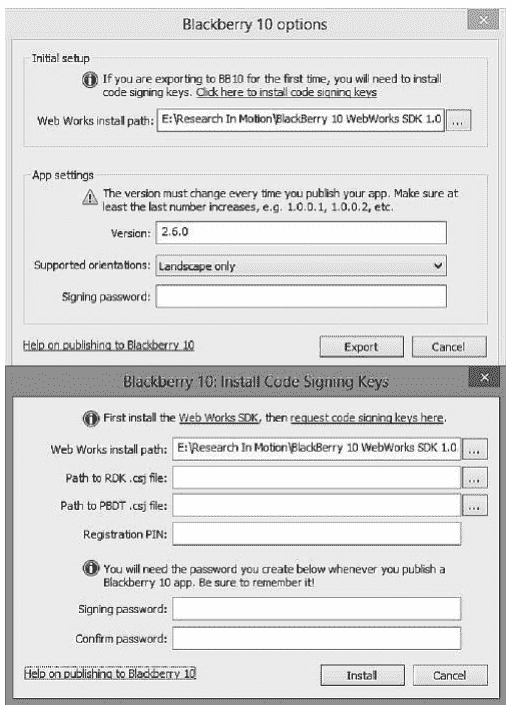 Blackberry 10 options
Initial setup
If you are exporting to BB10 for the first time, you will need to install
code signing keys. Click here to install code signing keys
Web Works install path: E:\Research In Motion\BlackBerry 10 WebWorks SDK 1.0 ...
App settings
The version must change every time you publish your app. Make sure at
least the last number increases, e.g. 1.0.0.1, 1.0.0.2, etc.
Version: 2.6.0
Supported orientations: Landscape only
Signing password:
Help on publishing to Blackberry 10 Export Cancel
Blackberry 10: Install Code Signing Keys
First install the Web Works SDK, then request code signing keys here.
Web Works install path: E:\Research In Motion\BlackBerry 10 WebWorks SDK 1.0 ...
Path to RDK .csj file: ...
Path to PBDT .csj file: ...
Registration PIN:
You will need the password you create below whenever you publish a
Blackberry 10 app. Be sure to remember it!
Signing password:
Confirm password:
Help on publishing to Blackberry 10 Install Cancel